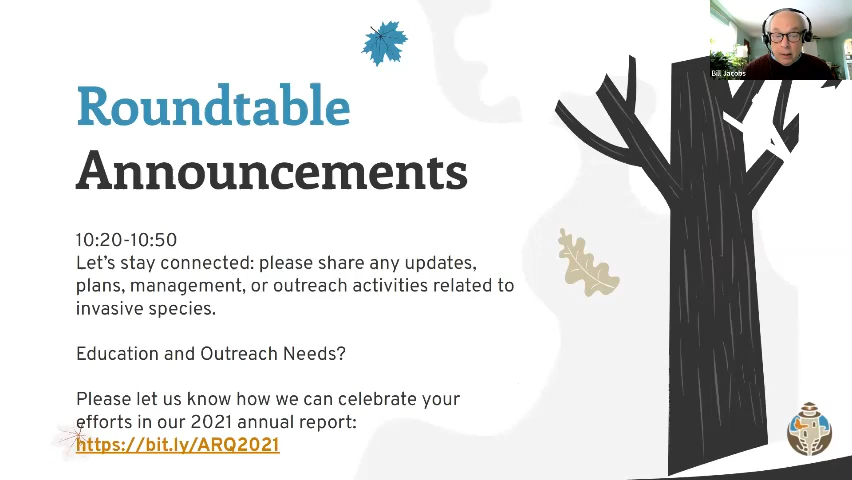 Bill Jacobs
Roundtable
Announcements
10:20-10:50
Let's stay connected: please share any updates,
plans, management, or outreach activities related to
invasive species.
Education and Outreach Needs?
Please let us know how we can celebrate your
efforts in our 2021 annual report:
https://bit.ly/ARQ2021